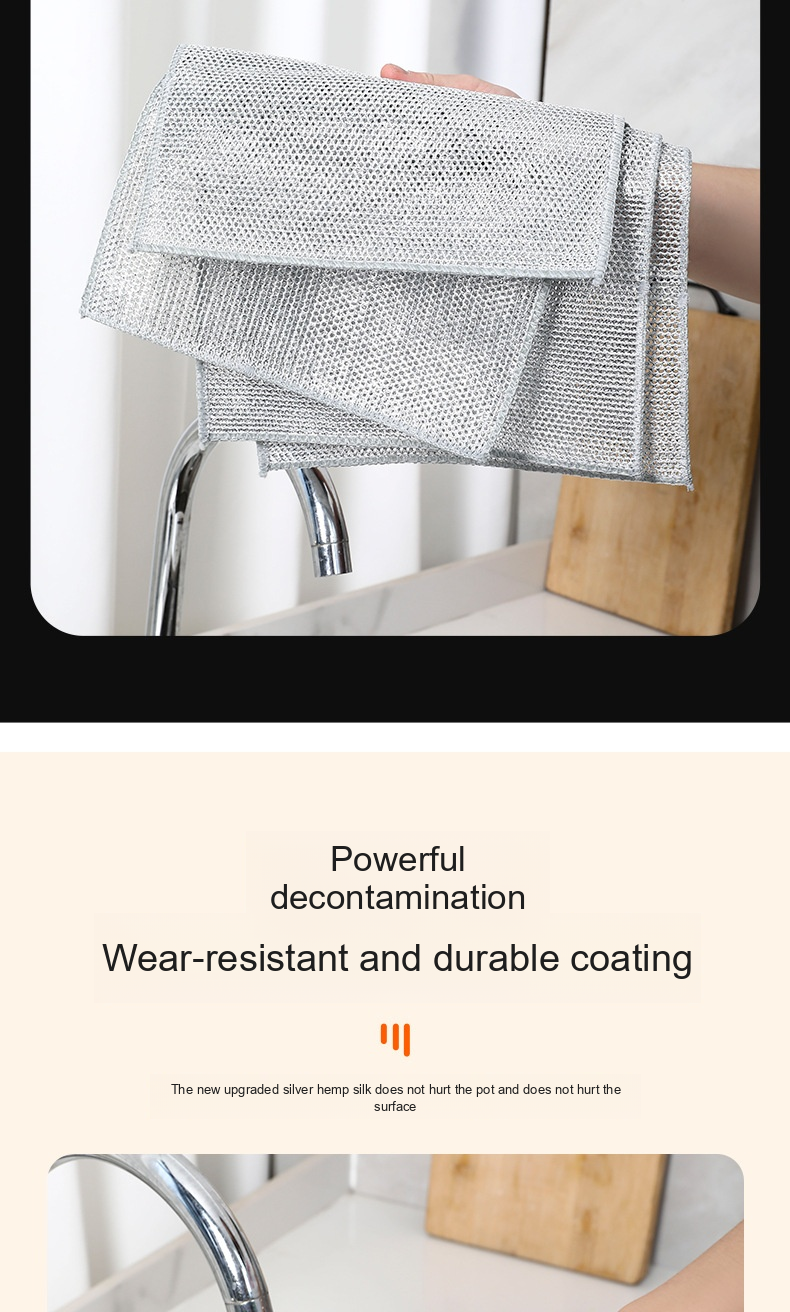 Powerful
decontamination
Wear-resistant and durable coating
The new upgraded silver hemp silk does not hurt the pot and does not hurt the
surface